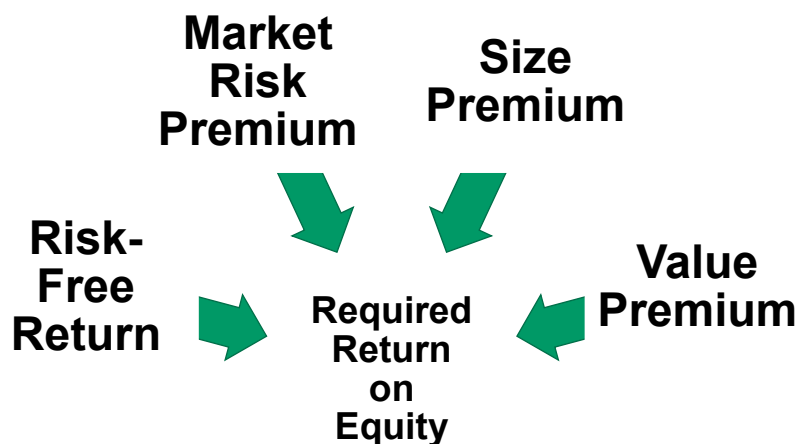 Market
Risk
Premium
Size
Premium
Risk-
Free
Return
Value
Premium
Required
Return
on
Equity